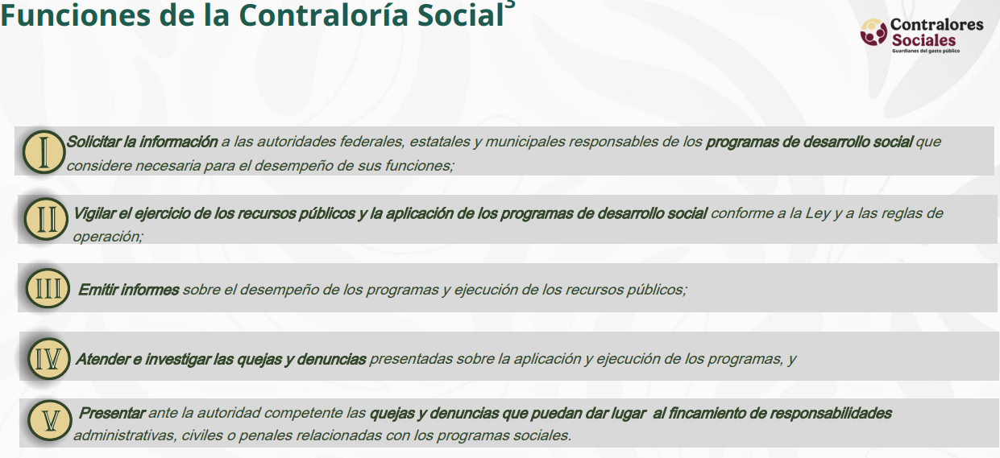 Funciones de la Contraloría Social³
Contralores
Sociales
Guardianes del gasto público
I
Solicitar la información a las autoridades federales, estatales y municipales responsables de los programas de desarrollo social que
considere necesaria para el desempeño de sus funciones;
II
Vigilar el ejercicio de los recursos públicos y la aplicación de los programas de desarrollo social conforme a la Ley y a las reglas de
operación;
III
Emitir informes sobre el desempeño de los programas y ejecución de los recursos públicos;
IV
Atender e investigar las quejas y denuncias presentadas sobre la aplicación y ejecución de los programas, y
V
Presentar ante la autoridad competente las quejas y denuncias que puedan dar lugar al fincamiento de responsabilidades
administrativas, civiles o penales relacionadas con los programas sociales.